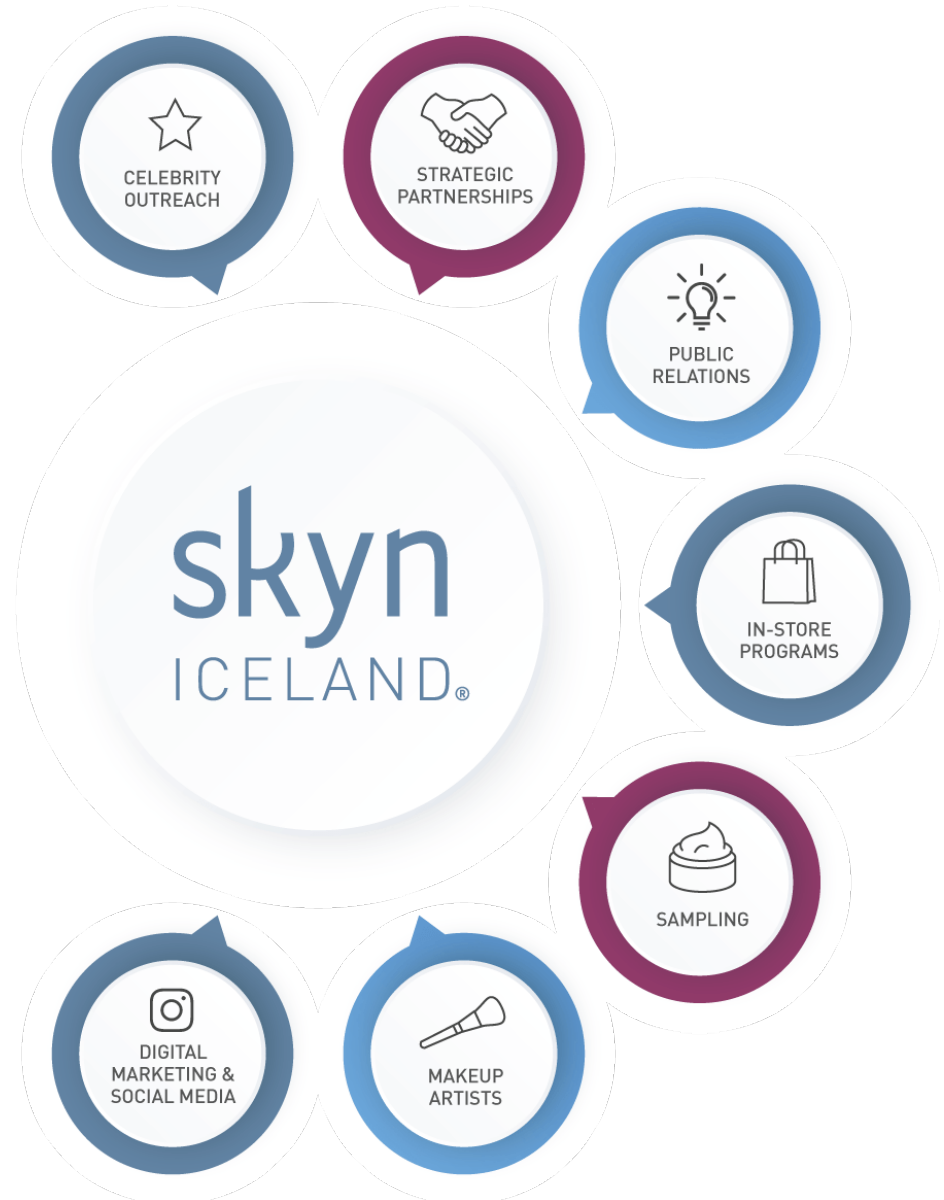 CELEBRITY
OUTREACH
STRATEGIC
PARTNERSHIPS
PUBLIC
RELATIONS
skyn
ICELAND®
IN-STORE
PROGRAMS
SAMPLING
DIGITAL
MARKETING &
SOCIAL MEDIA
MAKEUP
ARTISTS